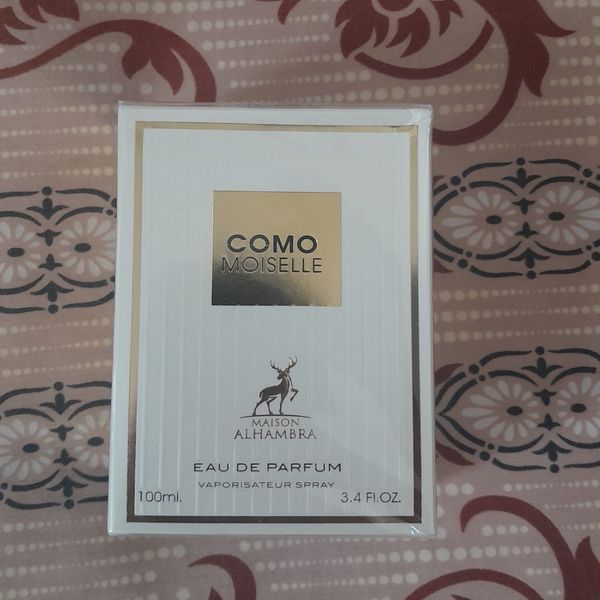 COMO
MOISELLE
MAISON
ALHAMBRA
EAU DE PARFUM
VAPORISATEUR SPRAY
100ml. 3.4 Fl.OZ.